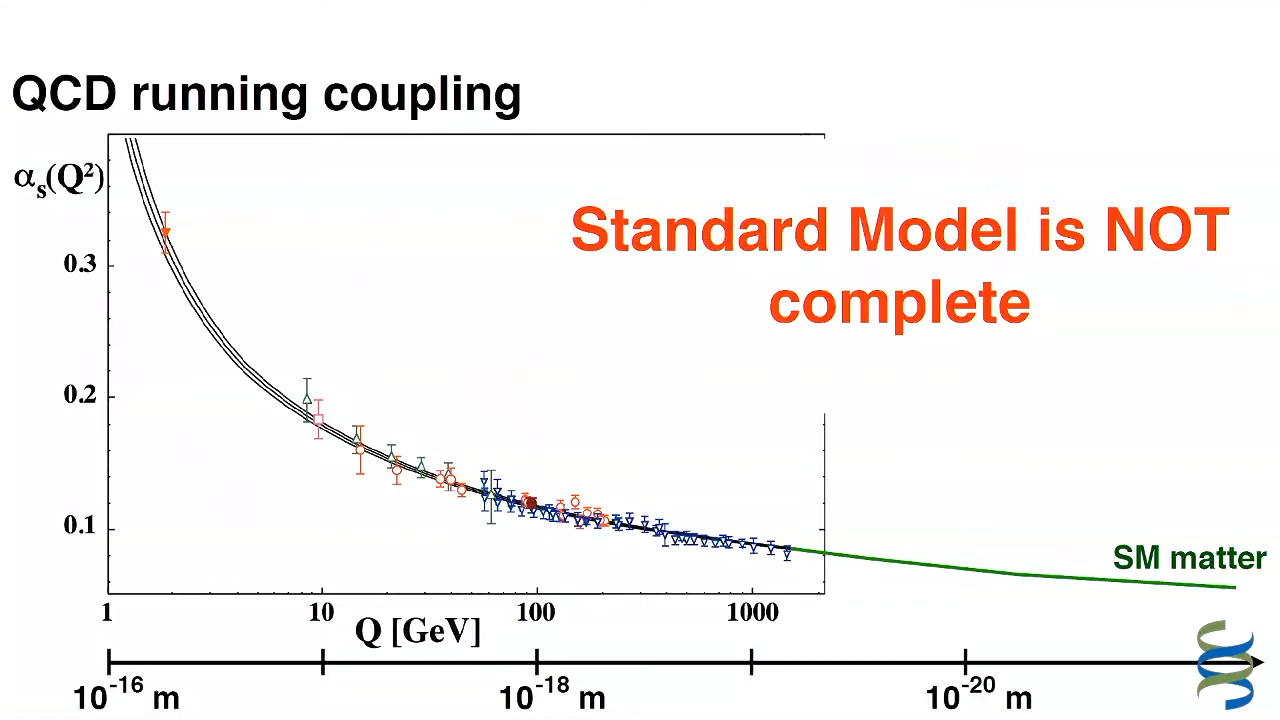 QCD running coupling
αs(Q²)
Standard Model is NOT
complete
0.3
0.2
0.1
SM matter
1 10 100 1000
Q [GeV]
10⁻¹⁶ m 10⁻¹⁸ m 10⁻²⁰ m